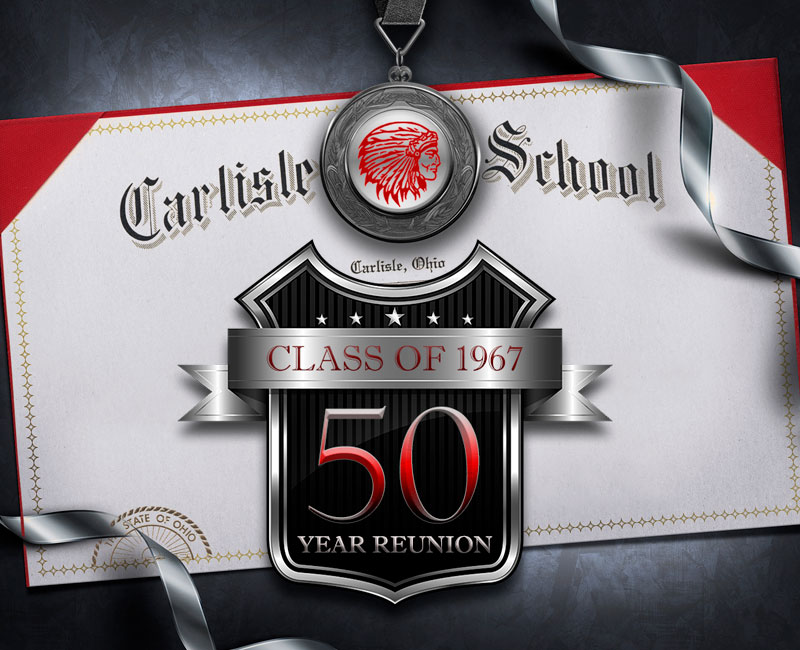 Carlisle School
Carlisle, Ohio
CLASS OF 1967
50
YEAR REUNION
STATE OF OHIO